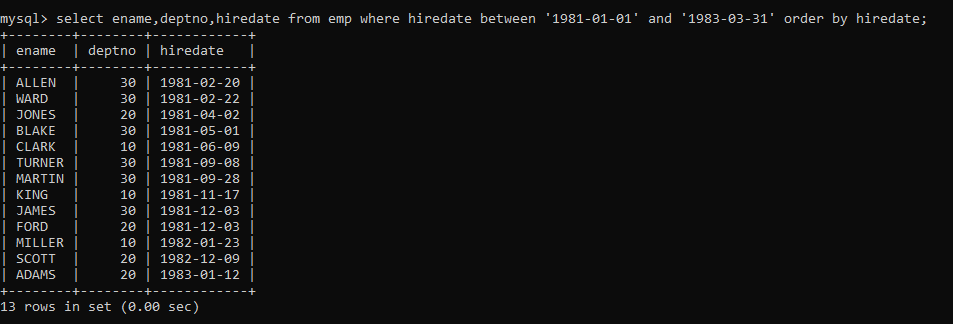 mysql> select ename,deptno,hiredate from emp where hiredate between '1981-01-01' and '1983-03-31' order by hiredate;
+--------+--------+------------+
| ename  | deptno | hiredate   |
+--------+--------+------------+
| ALLEN  |     30 | 1981-02-20 |
| WARD   |     30 | 1981-02-22 |
| JONES  |     20 | 1981-04-02 |
| BLAKE  |     30 | 1981-05-01 |
| CLARK  |     10 | 1981-06-09 |
| TURNER |     30 | 1981-09-08 |
| MARTIN |     30 | 1981-09-28 |
| KING   |     10 | 1981-11-17 |
| JAMES  |     30 | 1981-12-03 |
| FORD   |     20 | 1981-12-03 |
| MILLER |     10 | 1982-01-23 |
| SCOTT  |     20 | 1982-12-09 |
| ADAMS  |     20 | 1983-01-12 |
+--------+--------+------------+
13 rows in set (0.00 sec)